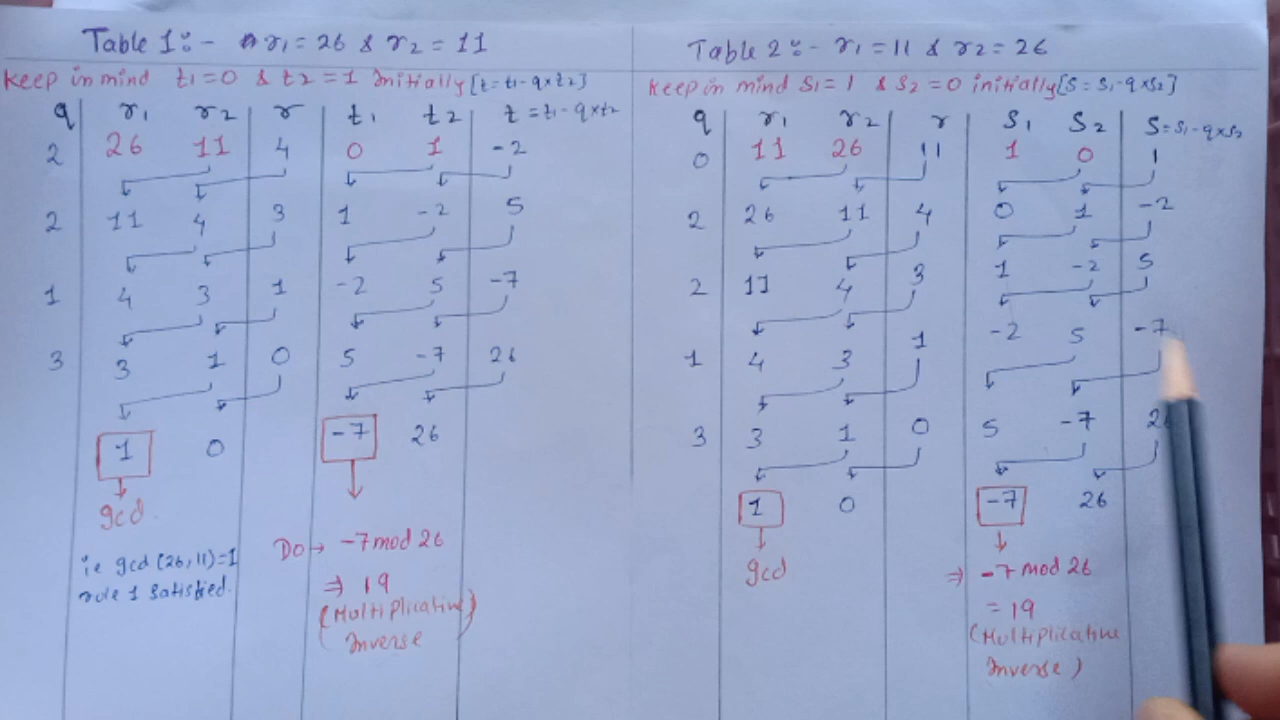 Table 1:- r1 = 26 & r2 = 11
Keep in mind t1 = 0 & t2 = 1 Initially [t = t1 - q x t2]
q r1 r2 r t1 t2 t = t1 - q x t2
2 26 11 4 0 1 -2
2 11 4 3 1 -2 5
1 4 3 1 -2 5 -7
3 3 1 0 5 -7 26
1 0 -7 26
gcd.
ie gcd (26, 11) = 1
rule 1 satisfied.
Do → -7 mod 26
⇒ 19
(Multiplicative
Inverse)
Table 2:- r1 = 11 & r2 = 26
Keep in mind S1 = 1 & S2 = 0 initially [S = S1 - q x S2]
q r1 r2 r S1 S2 S = S1 - q x S2
0 11 26 11 1 0 1
2 26 11 4 0 1 -2
2 11 4 3 1 -2 5
1 4 3 1 -2 5 -7
3 3 1 0 5 -7
1 0 -7 26
gcd
⇒ -7 mod 26
= 19
(Multiplicative
Inverse)